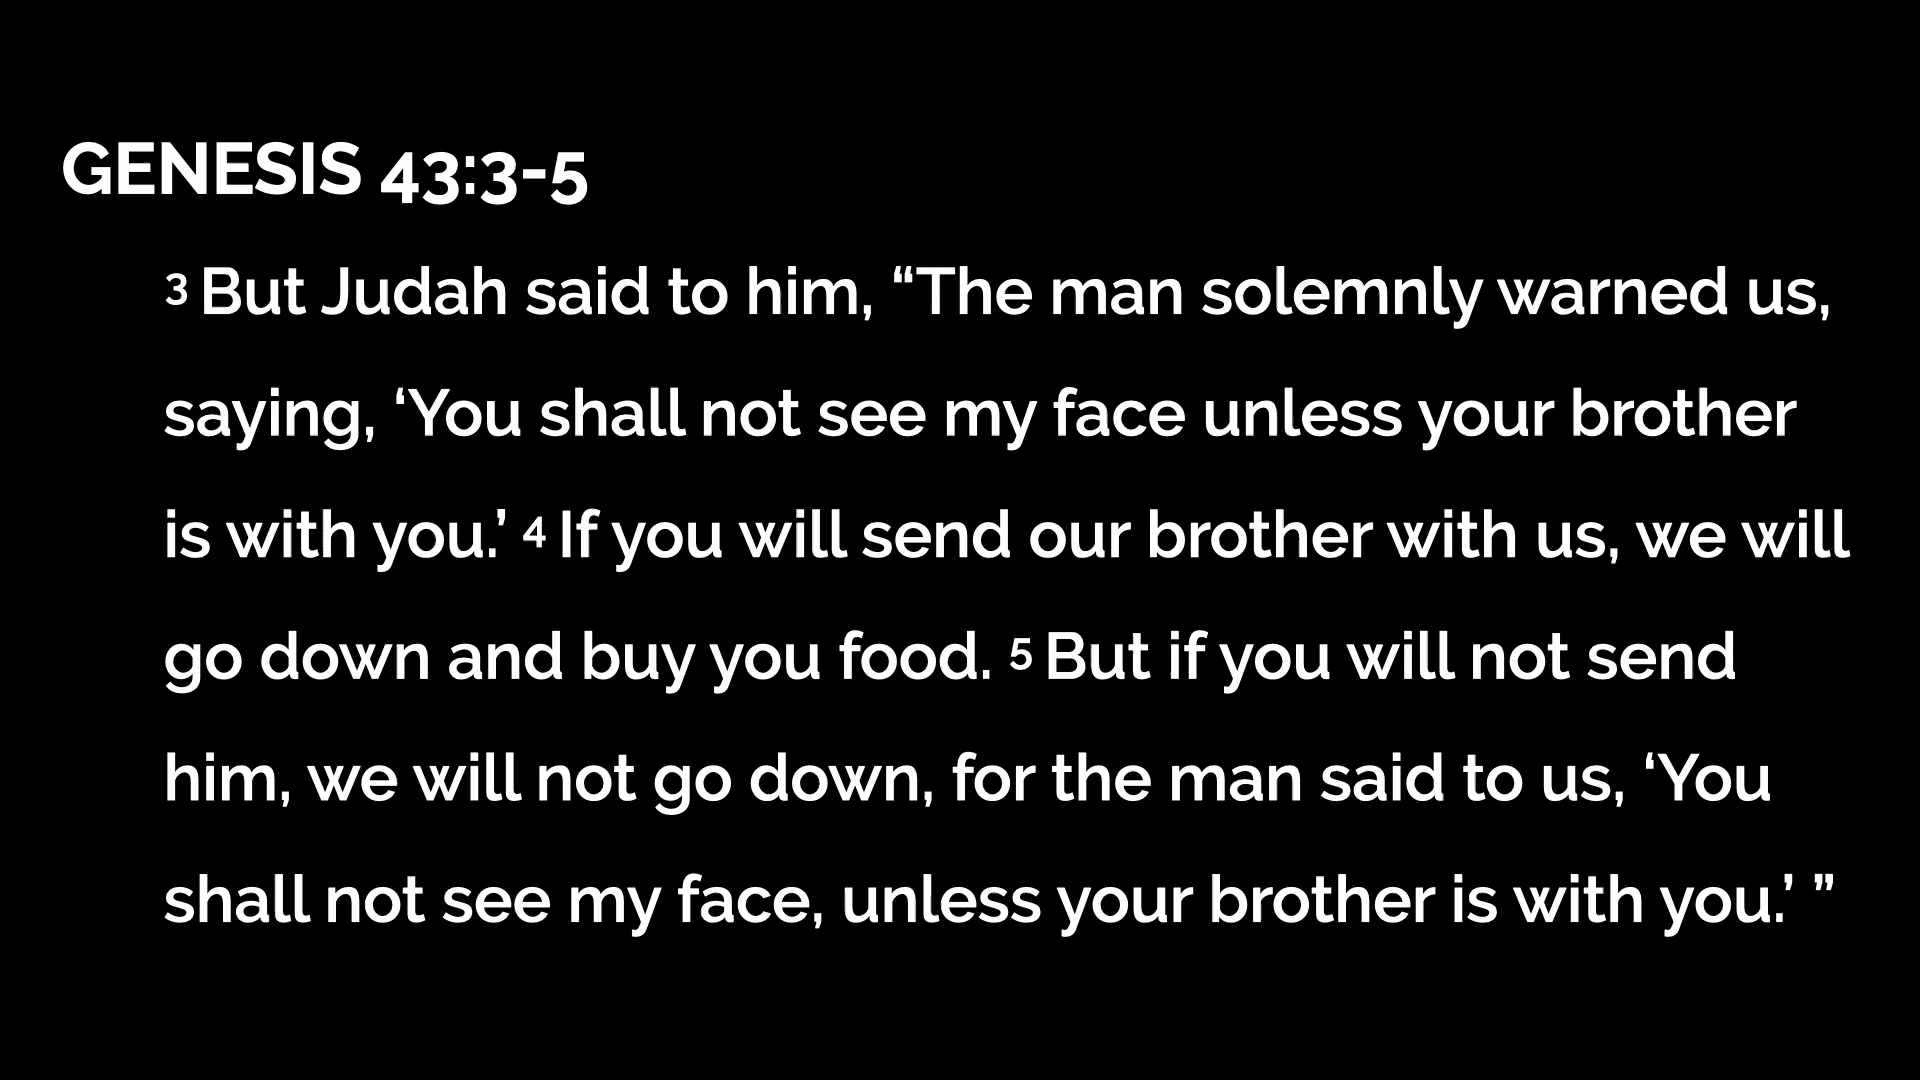 GENESIS 43:3-5
3 But Judah said to him, “The man solemnly warned us,
saying, ‘You shall not see my face unless your brother
is with you.’ 4 If you will send our brother with us, we will
go down and buy you food. 5 But if you will not send
him, we will not go down, for the man said to us, ‘You
shall not see my face, unless your brother is with you.’ ”